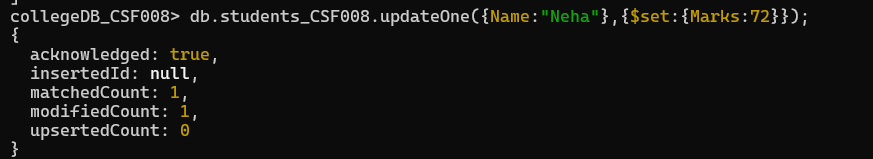 collegeDB_CSF008> db.students_CSF008.updateOne({Name:"Neha"},{$set:{Marks:72}});
{
  acknowledged: true,
  insertedId: null,
  matchedCount: 1,
  modifiedCount: 1,
  upsertedCount: 0
}